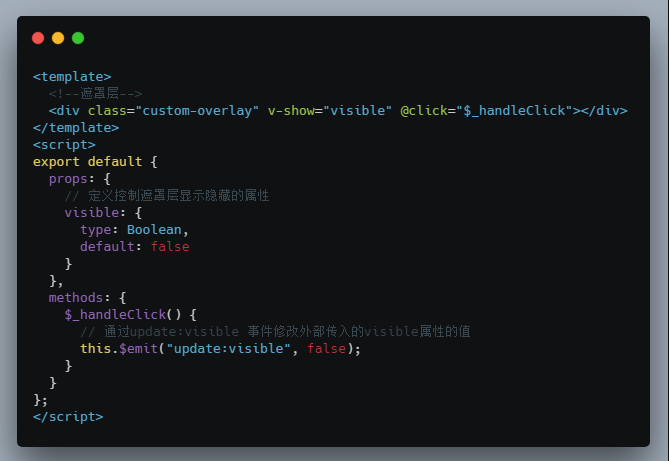 <template>
  <!--遮罩层-->
  <div class="custom-overlay" v-show="visible" @click="$_handleClick"></div>
</template>
<script>
export default {
  props: {
    // 定义控制遮罩层显示隐藏的属性
    visible: {
      type: Boolean,
      default: false
    }
  },
  methods: {
    $_handleClick() {
      // 通过update:visible 事件修改外部传入的visible属性的值
      this.$emit("update:visible", false);
    }
  }
};
</script>